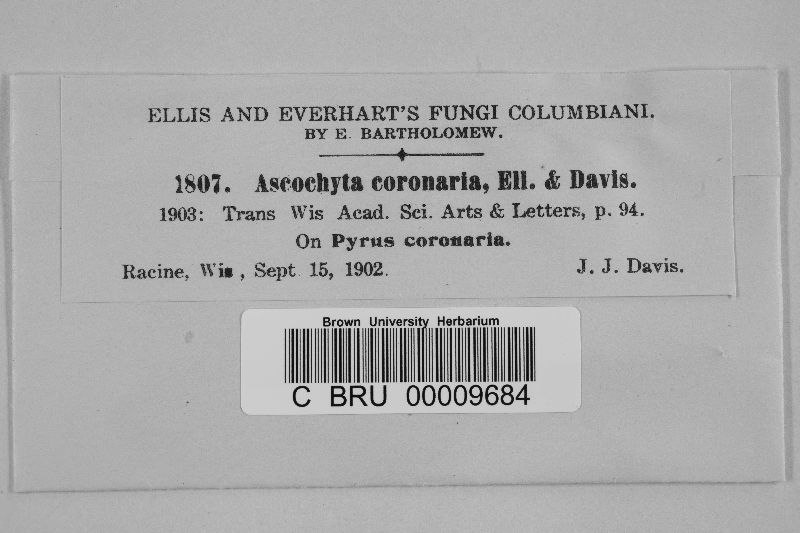 ELLIS AND EVERHART'S FUNGI COLUMBIANI.
BY E. BARTHOLOMEW.
1807. Ascochyta coronaria, Ell. & Davis.
1903: Trans Wis Acad. Sci. Arts & Letters, p. 94.
On Pyrus coronaria.
Racine, Wis, Sept. 15, 1902. J. J. Davis.
Brown University Herbarium
C BRU 00009684